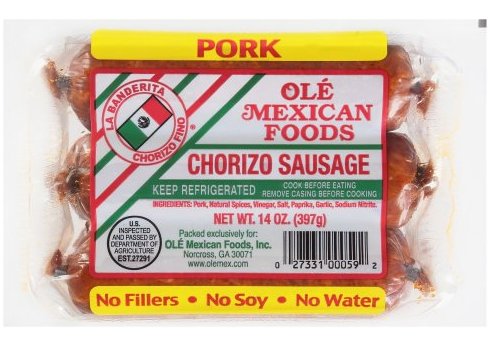 PORK
LA BANDERITA
CHORIZO FINO
OLÉ
MEXICAN
FOODS
CHORIZO SAUSAGE
KEEP REFRIGERATED
COOK BEFORE EATING
REMOVE CASING BEFORE COOKING
INGREDIENTS: Pork, Natural Spices, Vinegar, Salt, Paprika, Garlic, Sodium Nitrite.
NET WT. 14 OZ. (397g)
U.S.
INSPECTED
AND PASSED BY
DEPARTMENT OF
AGRICULTURE
EST.27291
Packed exclusively for:
OLÉ Mexican Foods, Inc.
Norcross, GA 30071
www.olemex.com
0 27331 00059 2
No Fillers • No Soy • No Water